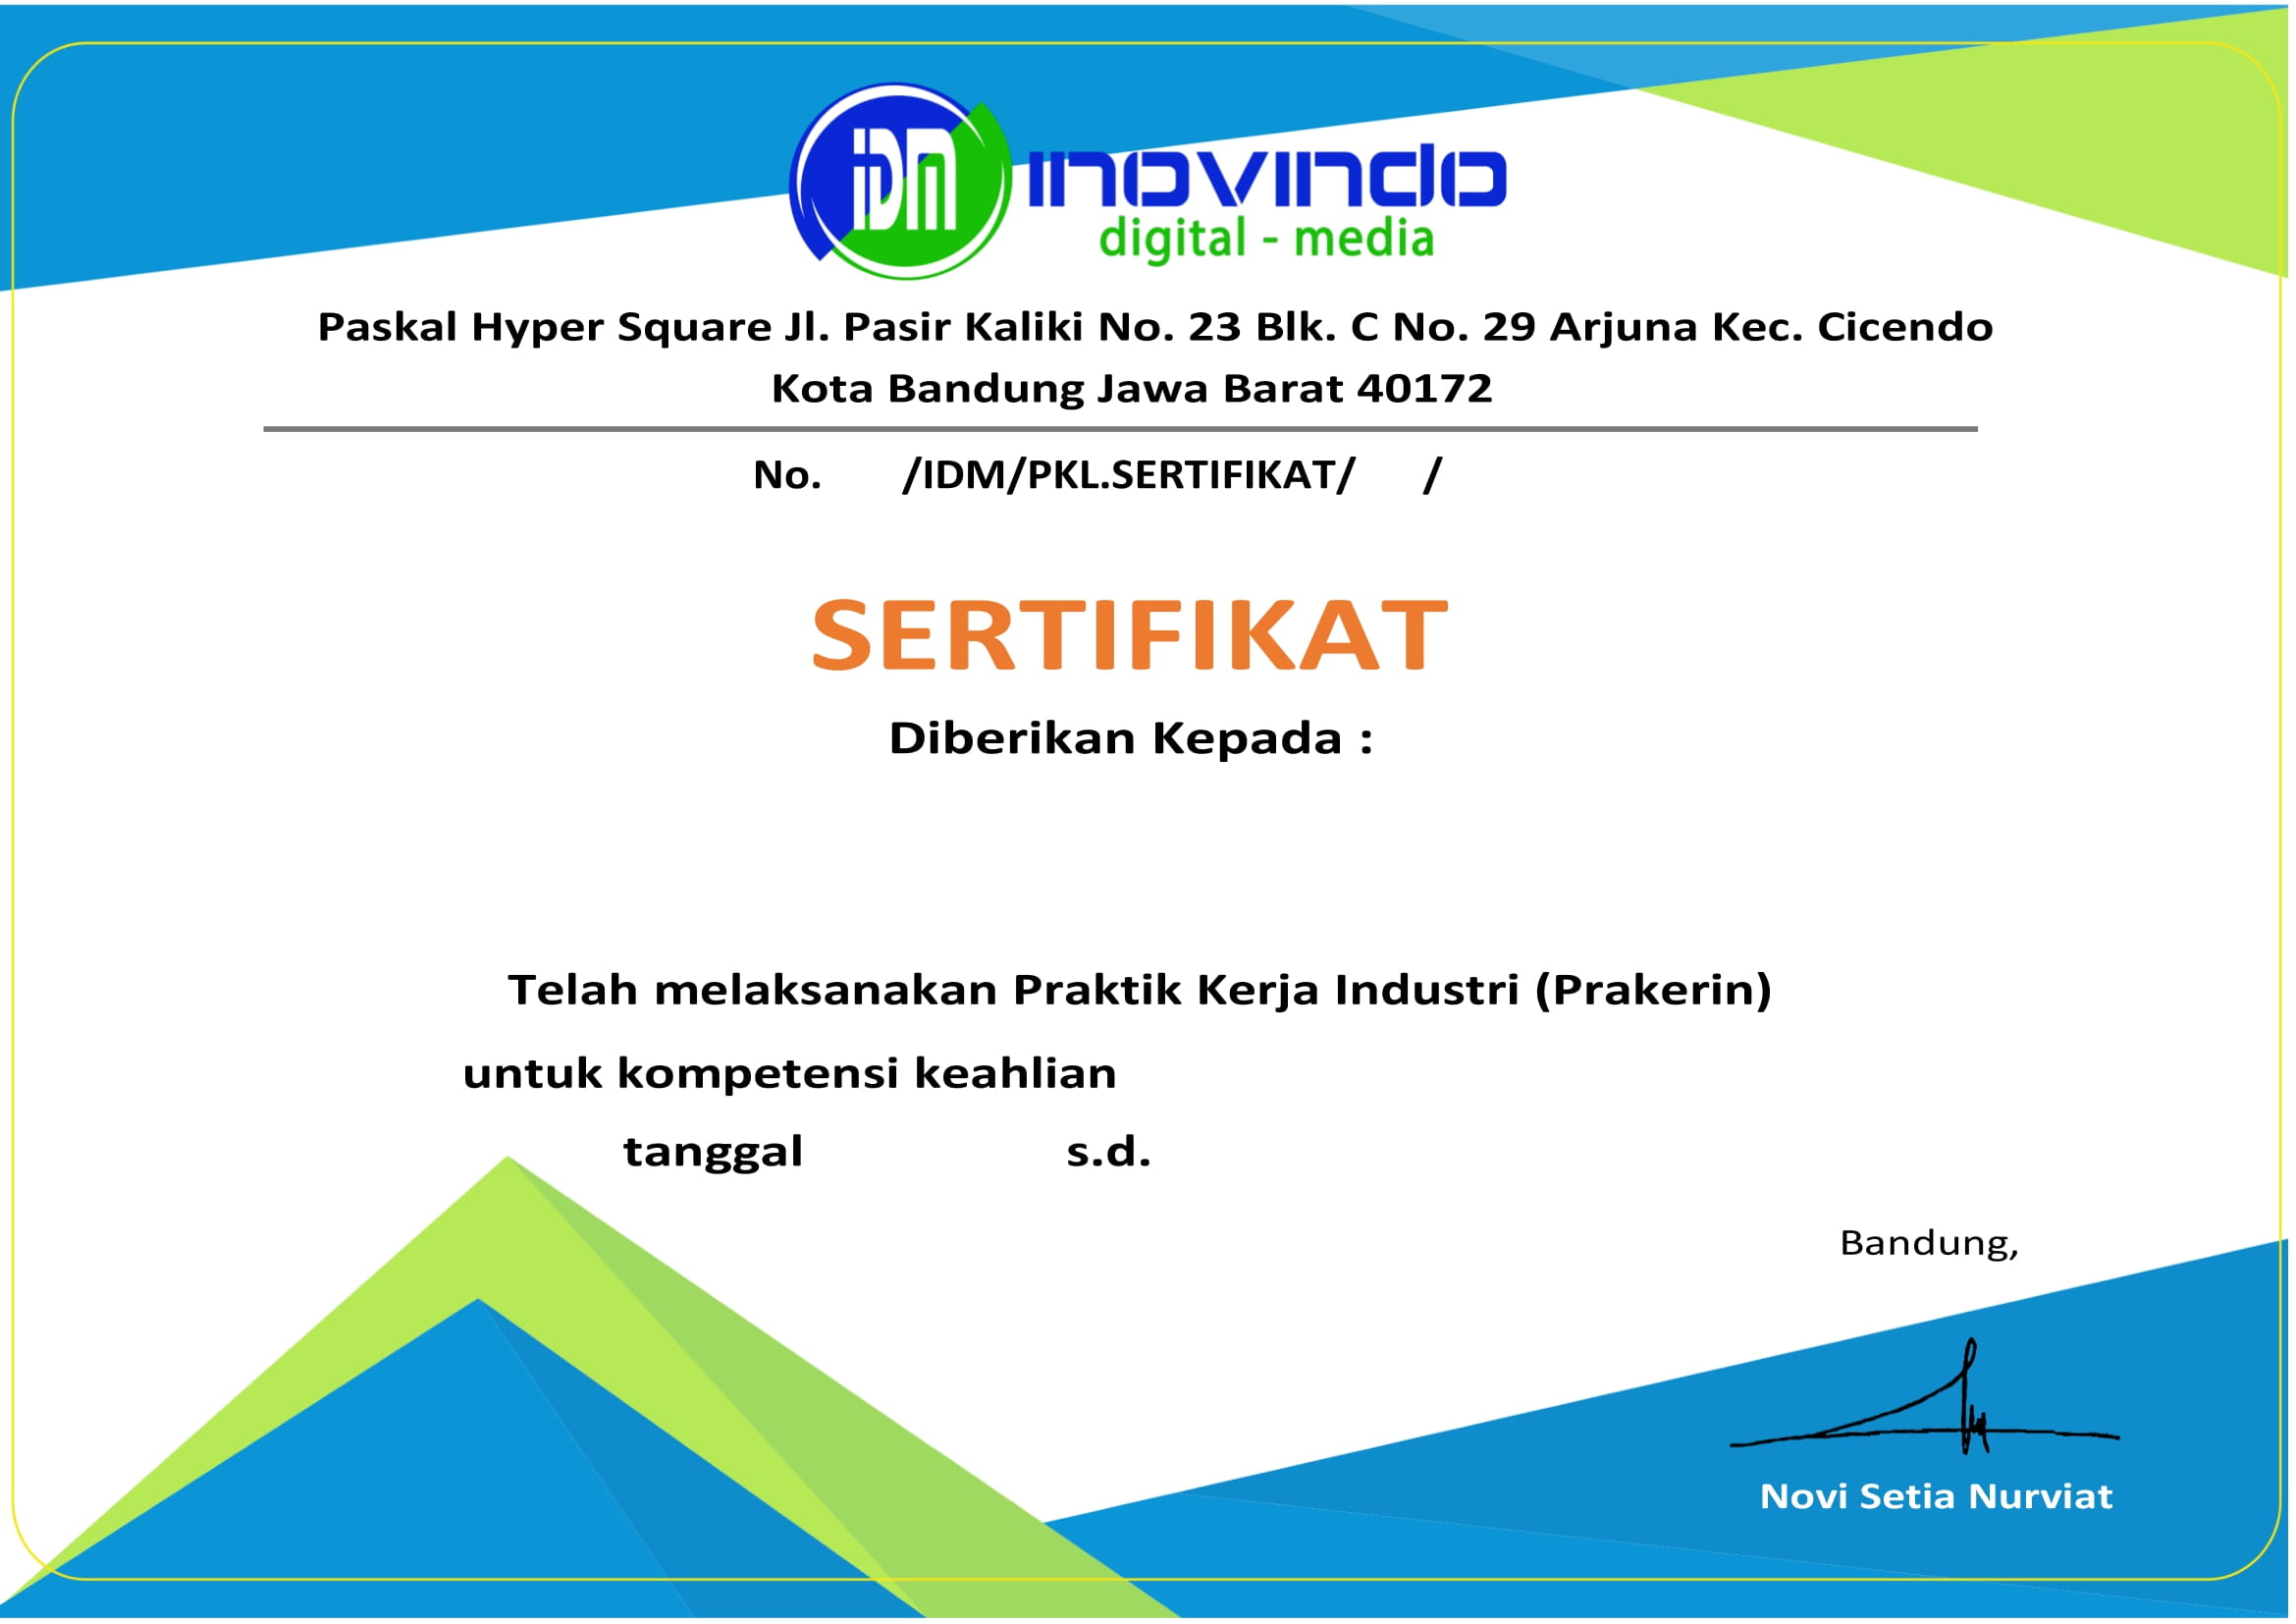 IDM
inovindo
digital - media
Paskal Hyper Square Jl. Pasir Kaliki No. 23 Blk. C No. 29 Arjuna Kec. Cicendo
Kota Bandung Jawa Barat 40172
No. /IDM/PKL.SERTIFIKAT/ /
SERTIFIKAT
Diberikan Kepada :
Telah melaksanakan Praktik Kerja Industri (Prakerin)
untuk kompetensi keahlian
tanggal s.d.
Bandung,
Novi Setia Nurviat